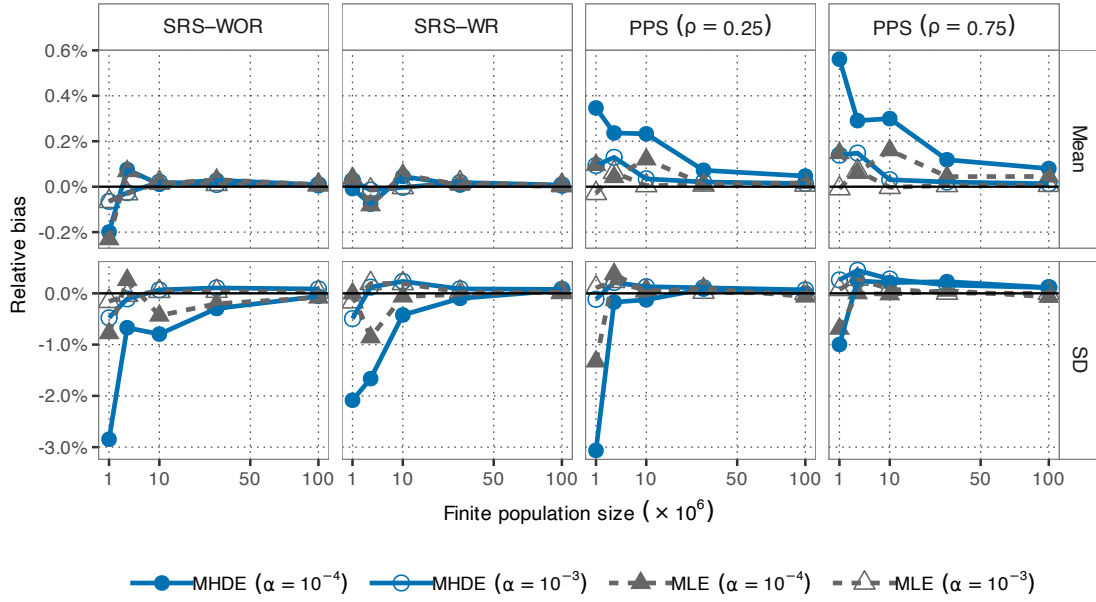 SRS–WOR
SRS–WR
PPS (ρ = 0.25)
PPS (ρ = 0.75)
0.6%
0.4%
0.2%
0.0%
-0.2%
Mean
Relative bias
0.0%
-1.0%
-2.0%
-3.0%
SD
1 10 50 100
1 10 50 100
1 10 50 100
1 10 50 100
Finite population size (× 10⁶)
MHDE (α = 10⁻⁴) MHDE (α = 10⁻³) MLE (α = 10⁻⁴) MLE (α = 10⁻³)